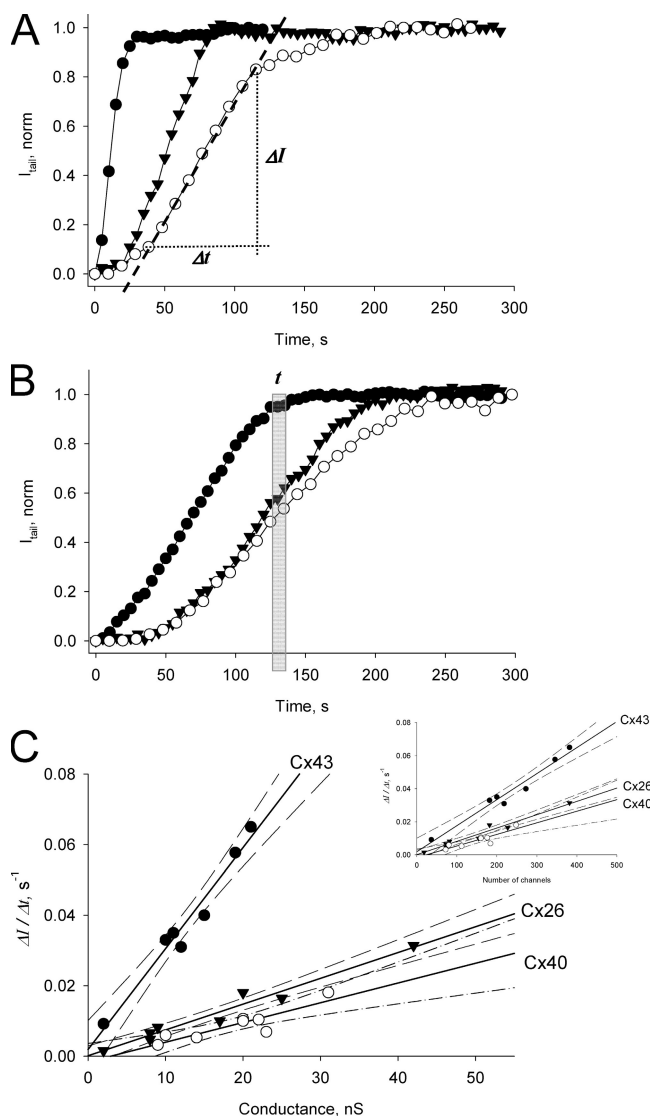 A
I_tail, norm
1.0
0.8
0.6
0.4
0.2
0.0
ΔI
Δt
0 50 100 150 200 250 300
Time, s
B
t
I_tail, norm
1.0
0.8
0.6
0.4
0.2
0.0
0 50 100 150 200 250 300
Time, s
C
ΔI / Δt, s⁻¹
0.08
0.06
0.04
0.02
0.00
Cx43
Cx26
Cx40
0 10 20 30 40 50
Conductance, nS
ΔI / Δt, s⁻¹
0.08
0.06
0.04
0.02
0.00
Cx43
Cx26
Cx40
0 100 200 300 400 500
Number of channels